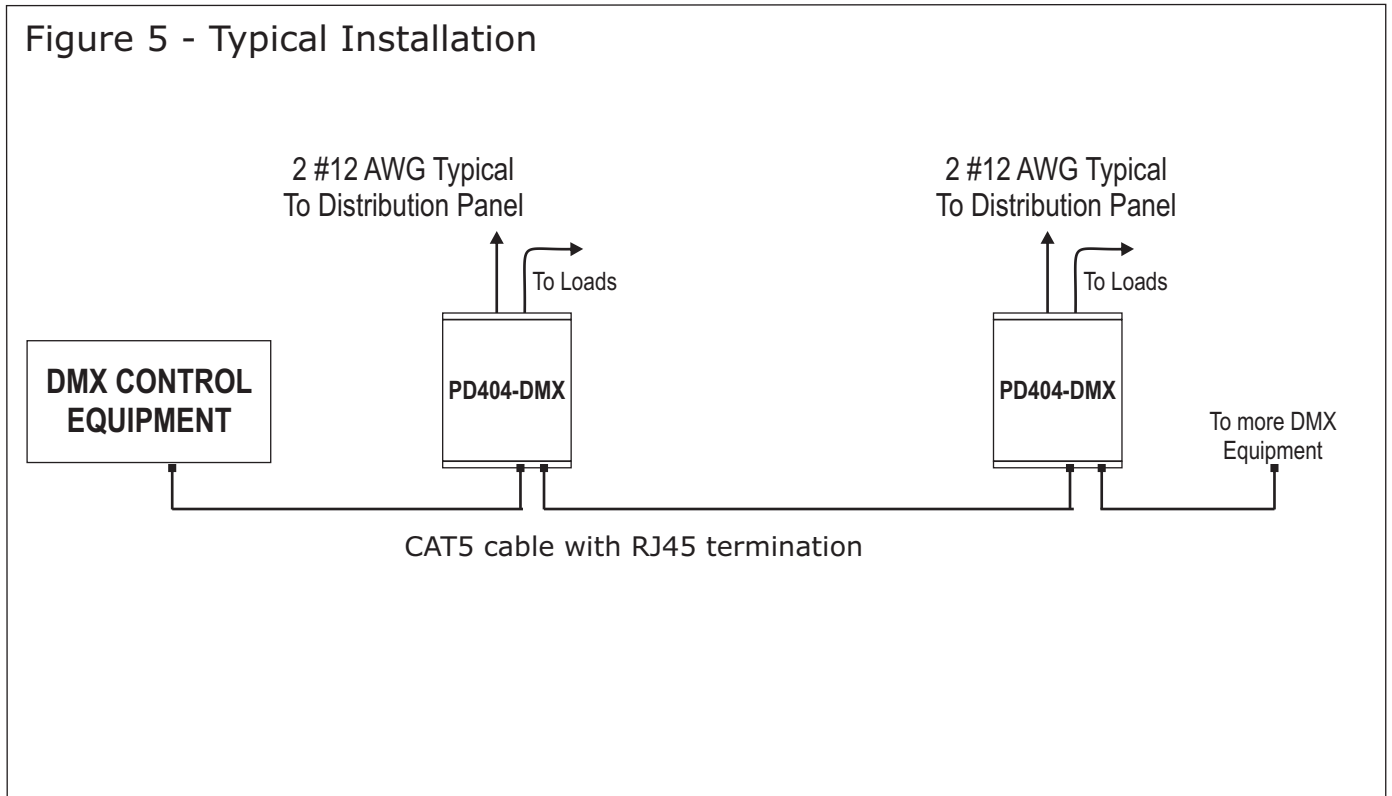 Figure 5 - Typical Installation
2 #12 AWG Typical
To Distribution Panel
2 #12 AWG Typical
To Distribution Panel
To Loads
To Loads
DMX CONTROL
EQUIPMENT
PD404-DMX
PD404-DMX
To more DMX
Equipment
CAT5 cable with RJ45 termination